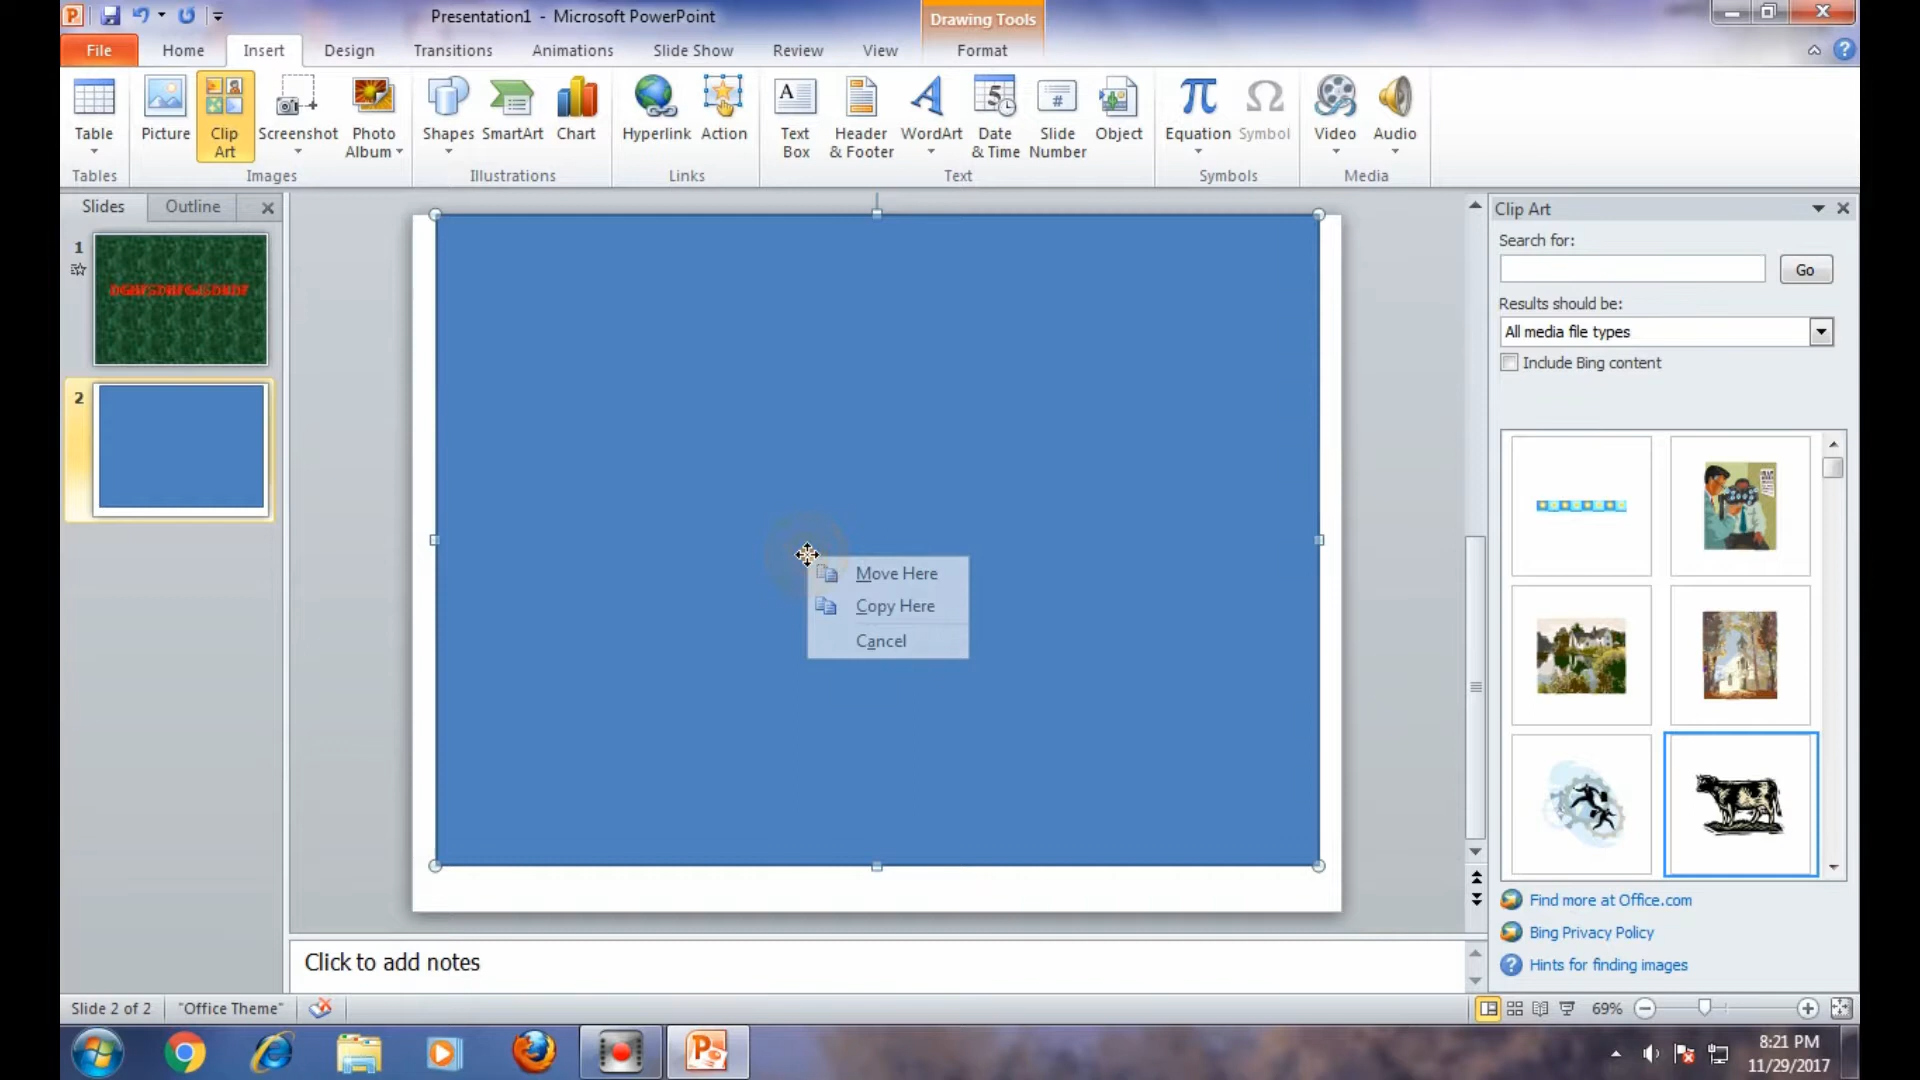 Presentation1 - Microsoft PowerPoint
Drawing Tools
File Home Insert Design Transitions Animations Slide Show Review View Format
Table
Picture
Clip
Art
Screenshot
Photo
Album
Shapes
SmartArt
Chart
Hyperlink
Action
Text
Box
Header
& Footer
WordArt
Date
& Time
Slide
Number
Object
Equation
Symbol
Video
Audio
Tables Images Illustrations Links Text Symbols Media
Slides Outline
1
2
Move Here
Copy Here
Cancel
Clip Art
Search for:
Go
Results should be:
All media file types
Include Bing content
Find more at Office.com
Bing Privacy Policy
Hints for finding images
Click to add notes
Slide 2 of 2 "Office Theme" 69%
8:21 PM
11/29/2017